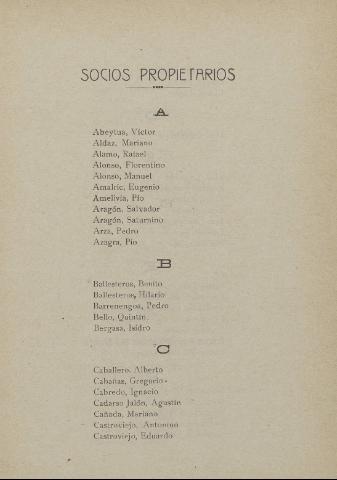 SOCIOS PROPIETARIOS
A
Abeytua, Víctor
Aldaz, Mariano
Alamo, Rafael
Alonso, Florentino
Alonso, Manuel
Amalric, Eugenio
Amelivia, Pío
Aragón, Salvador
Aragón, Saturnino
Arza, Pedro
Azagra, Pío
B
Ballesteros, Benito
Ballesteros, Hilario
Barrenengoa, Pedro
Bello, Quintín.
Bergasa, Isidro
C
Caballero, Alberto
Cabañas, Gregorio
Cabredo, Ignacio
Cadarso Jalón, Agustín
Cañada, Mariano
Castroviejo, Antonino
Castroviejo, Eduardo